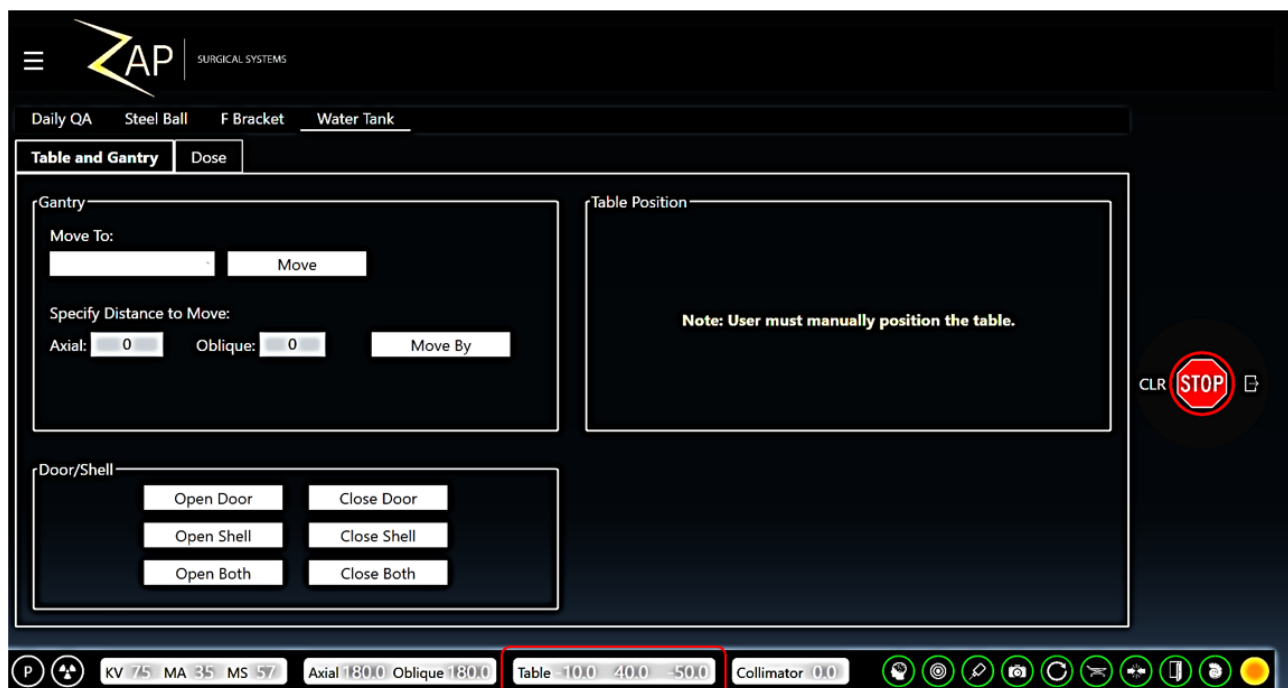 ZAP SURGICAL SYSTEMS
Daily QA Steel Ball F Bracket Water Tank
Table and Gantry Dose
Gantry
Move To:
Move
Specify Distance to Move:
Axial: 0 Oblique: 0 Move By
Table Position
Note: User must manually position the table.
CLR STOP
Door/Shell
Open Door Close Door
Open Shell Close Shell
Open Both Close Both
P KV 75 MA 35 MS 57 Axial 180.0 Oblique 180.0 Table -10.0 40.0 -50.0 Collimator 0.0